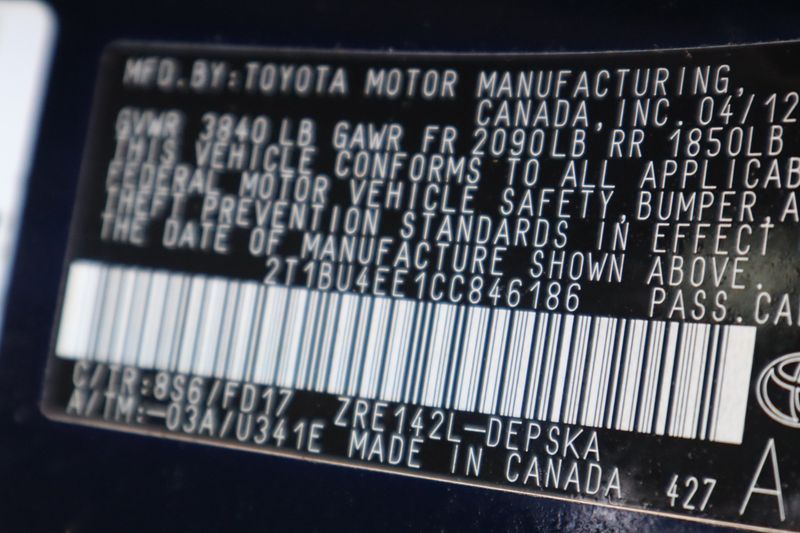 MFD.BY:TOYOTA MOTOR MANUFACTURING,
CANADA,INC. 04/12
GVWR 3840LB GAWR FR 2090LB RR 1850LB
THIS VEHICLE CONFORMS TO ALL APPLICAB
FEDERAL MOTOR VEHICLE SAFETY,BUMPER,A
THEFT PREVENTION STANDARDS IN EFFECT
THE DATE OF MANUFACTURE SHOWN ABOVE.
2T1BU4EE1CC846186 PASS.CA
C/TR:8S6/FD17 ZRE142L-DEPSKA
A/TM:-03A/U341E MADE IN CANADA 427 A